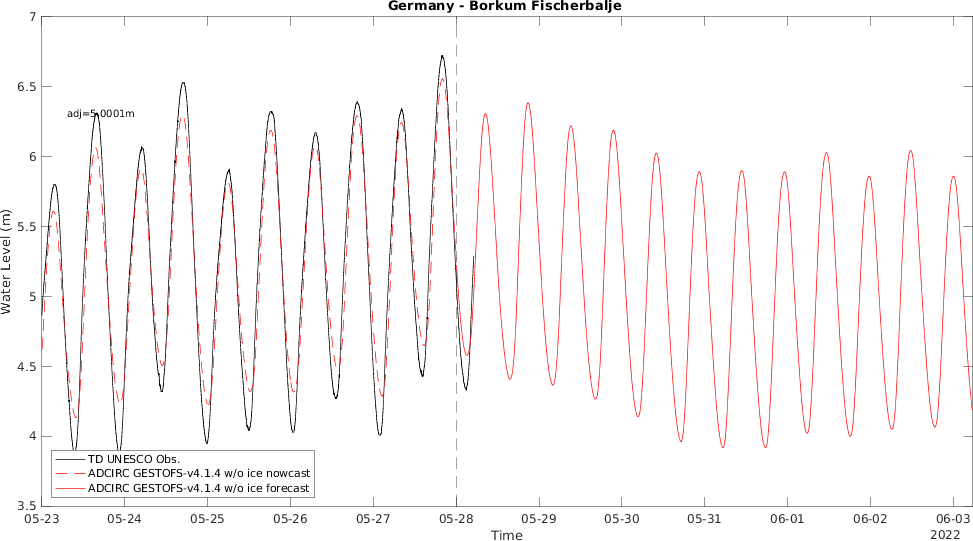 Germany - Borkum Fischerbalje
7
6.5
6
5.5
5
4.5
4
3.5
Water Level (m)
adj=5.0001m
TD UNESCO Obs.
ADCIRC GESTOFS-v4.1.4 w/o ice nowcast
ADCIRC GESTOFS-v4.1.4 w/o ice forecast
05-23 05-24 05-25 05-26 05-27 05-28 05-29 05-30 05-31 06-01 06-02 06-03
Time
2022